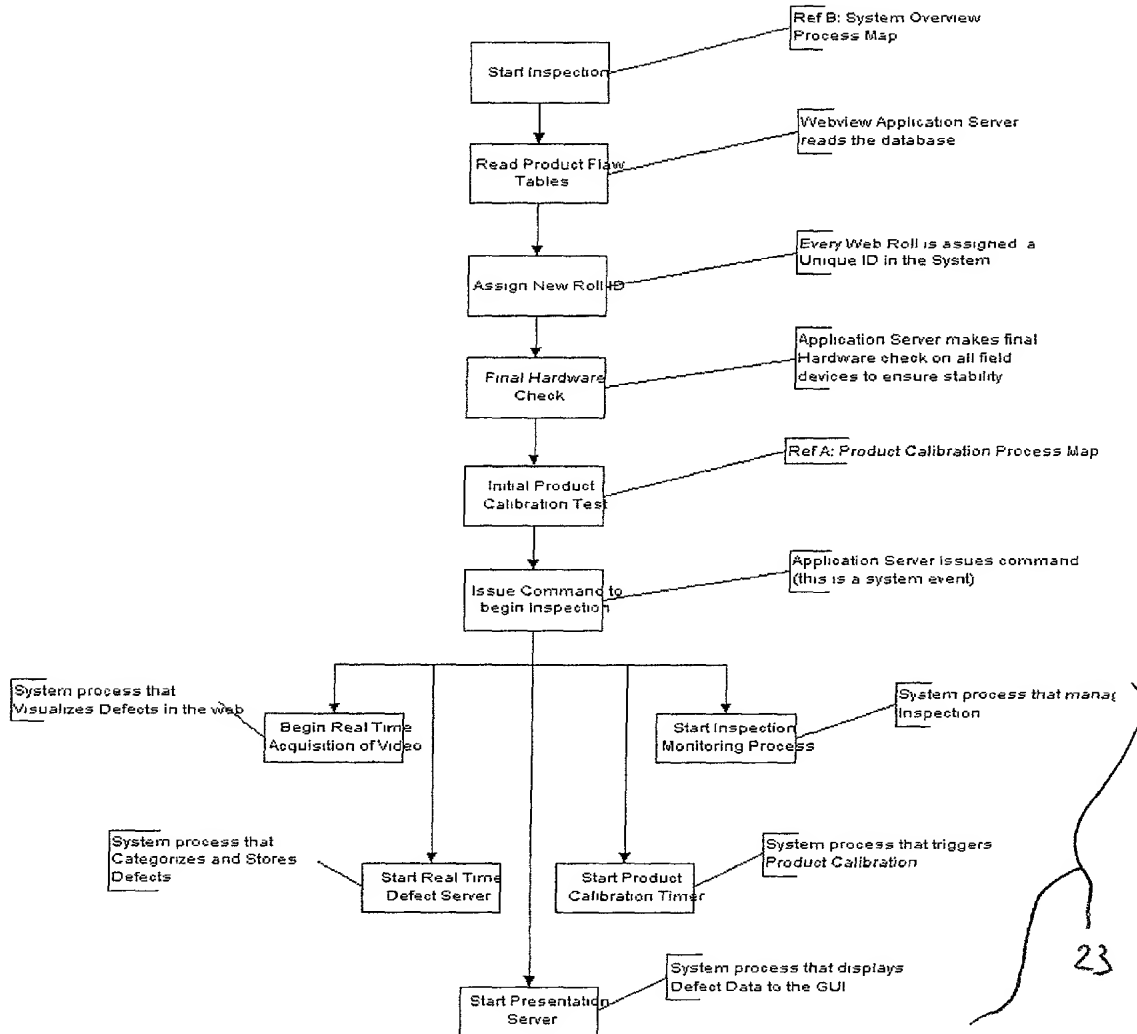 Ref B: System Overview
Process Map
Start Inspection
Webview Application Server
reads the database
Read Product Flaw
Tables
Every Web Roll is assigned a
Unique ID in the System
Assign New Roll ID
Application Server makes final
Hardware check on all field
devices to ensure stability
Final Hardware
Check
Ref A: Product Calibration Process Map
Initial Product
Calibration Test
Application Server issues command
(this is a system event)
Issue Command to
begin Inspection
System process that
Visualizes Defects in the web
Begin Real Time
Acquisition of Video
Start Inspection
Monitoring Process
System process that manag
Inspection
System process that
Categorizes and Stores
Defects
Start Real Time
Defect Server
Start Product
Calibration Timer
System process that triggers
Product Calibration
23
System process that displays
Defect Data to the GUI
Start Presentation
Server